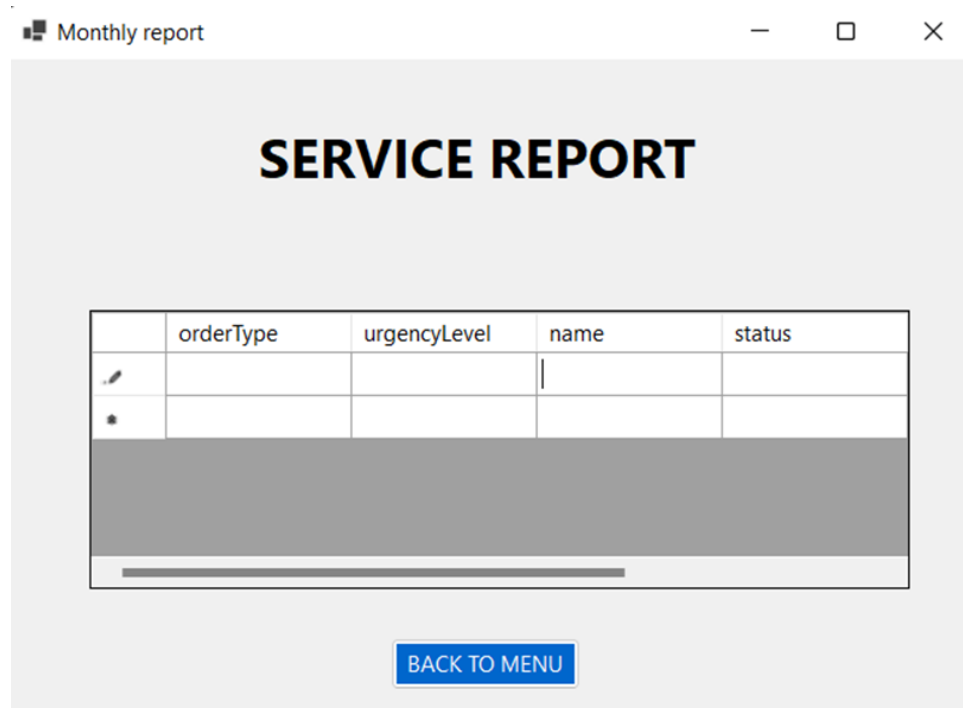 Monthly report
SERVICE REPORT
orderType urgencyLevel name status
BACK TO MENU